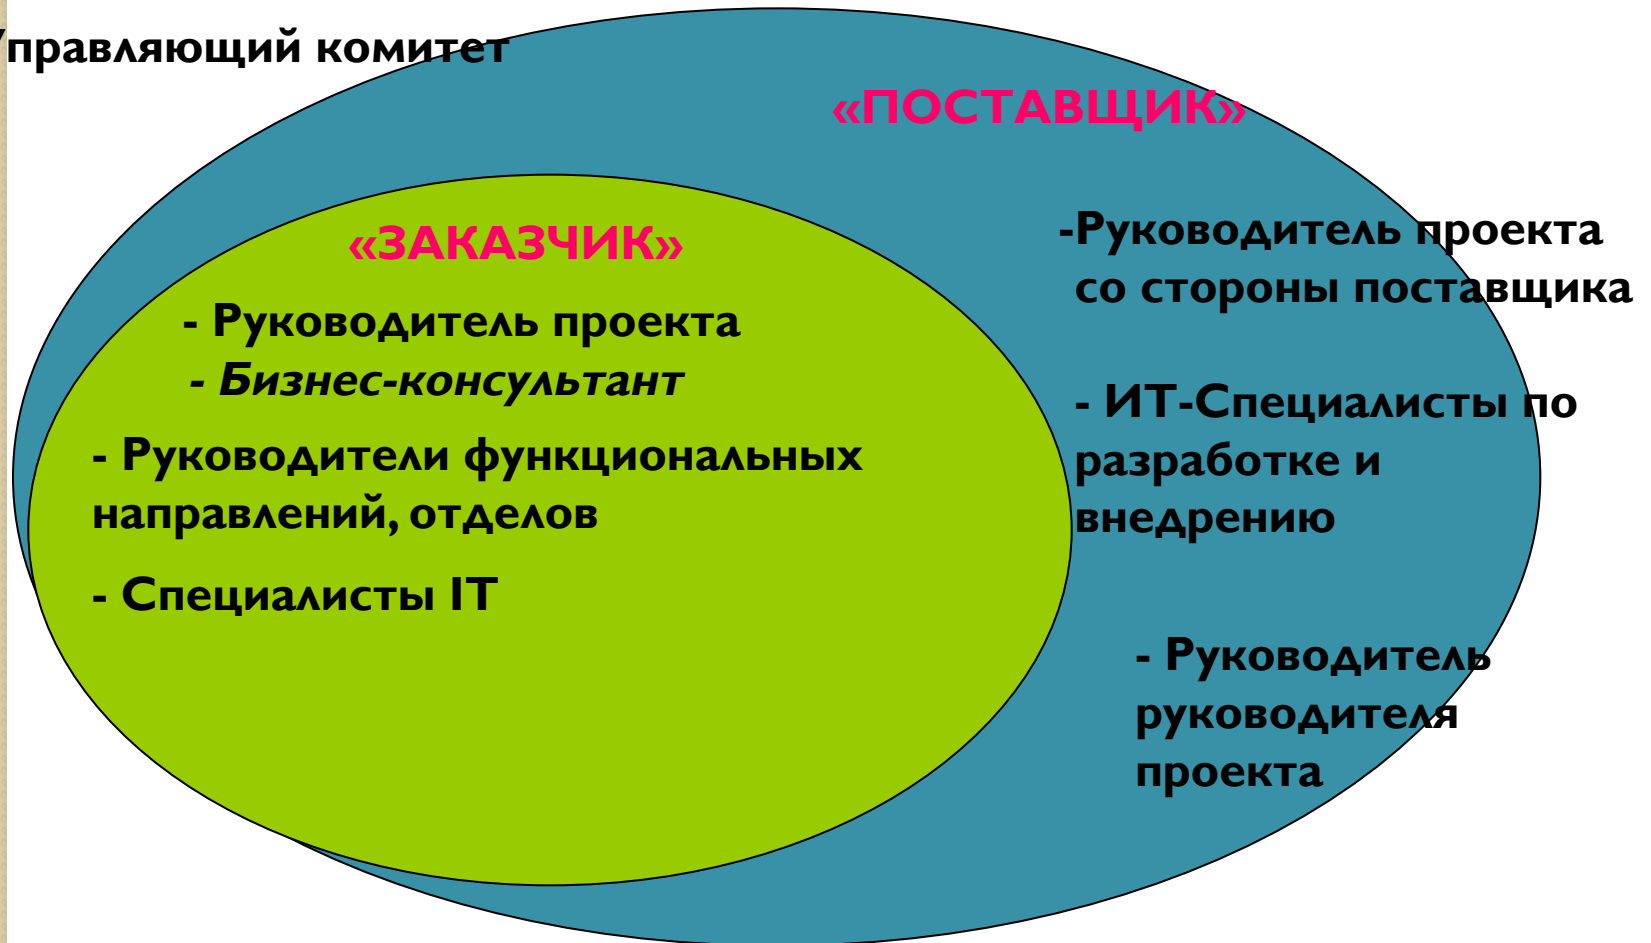 Управляющий комитет
«ПОСТАВЩИК»
«ЗАКАЗЧИК»
- Руководитель проекта
- Бизнес-консультант
- Руководители функциональных
направлений, отделов
- Специалисты IT
-Руководитель проекта
со стороны поставщика
- ИТ-Специалисты по
разработке и
внедрению
- Руководитель
руководителя
проекта